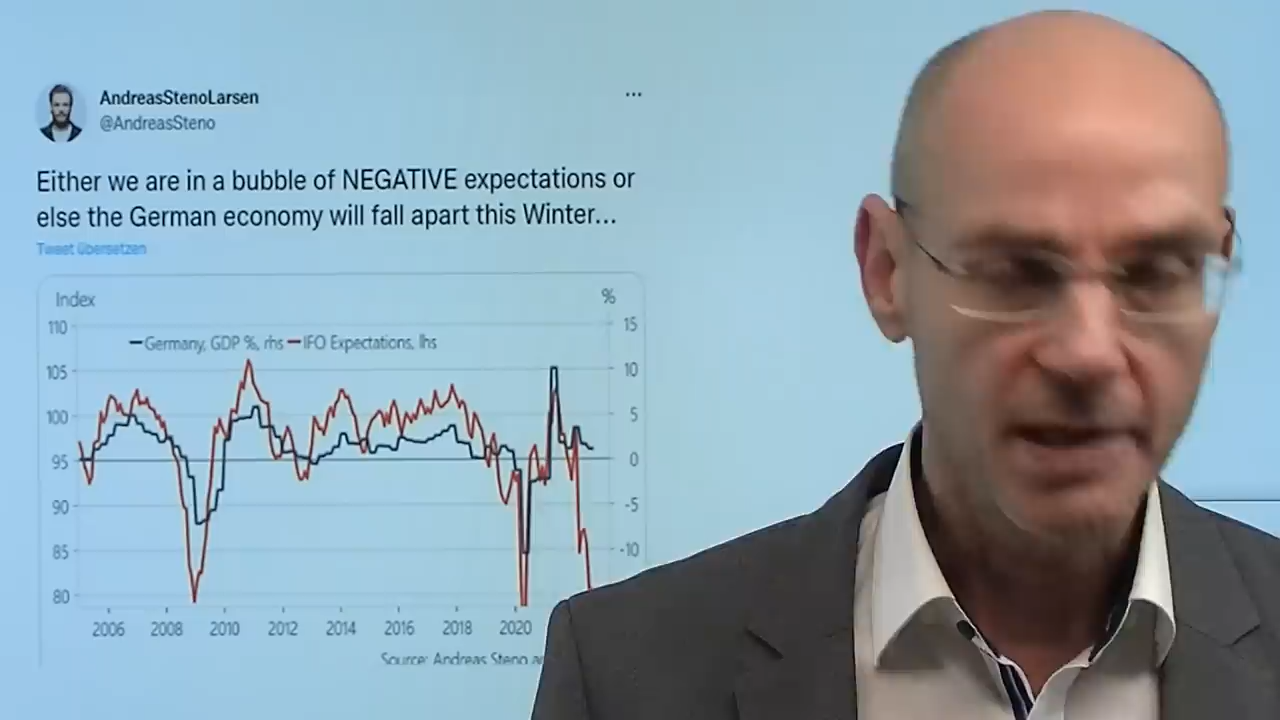 AndreasStenoLarsen
@AndreasSteno
...
Either we are in a bubble of NEGATIVE expectations or
else the German economy will fall apart this Winter...
Tweet übersetzen
Index %
Germany, GDP %, rhs IFO Expectations, lhs
110 15
105 10
100 5
95 0
90 -5
85 -10
80
2006 2008 2010 2012 2014 2016 2018 2020
Source: Andreas Steno